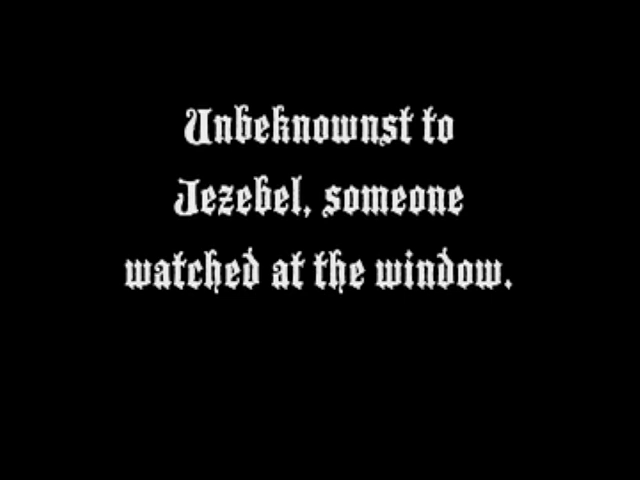 Unbeknownst to
Jezebel, someone
watched at the window.